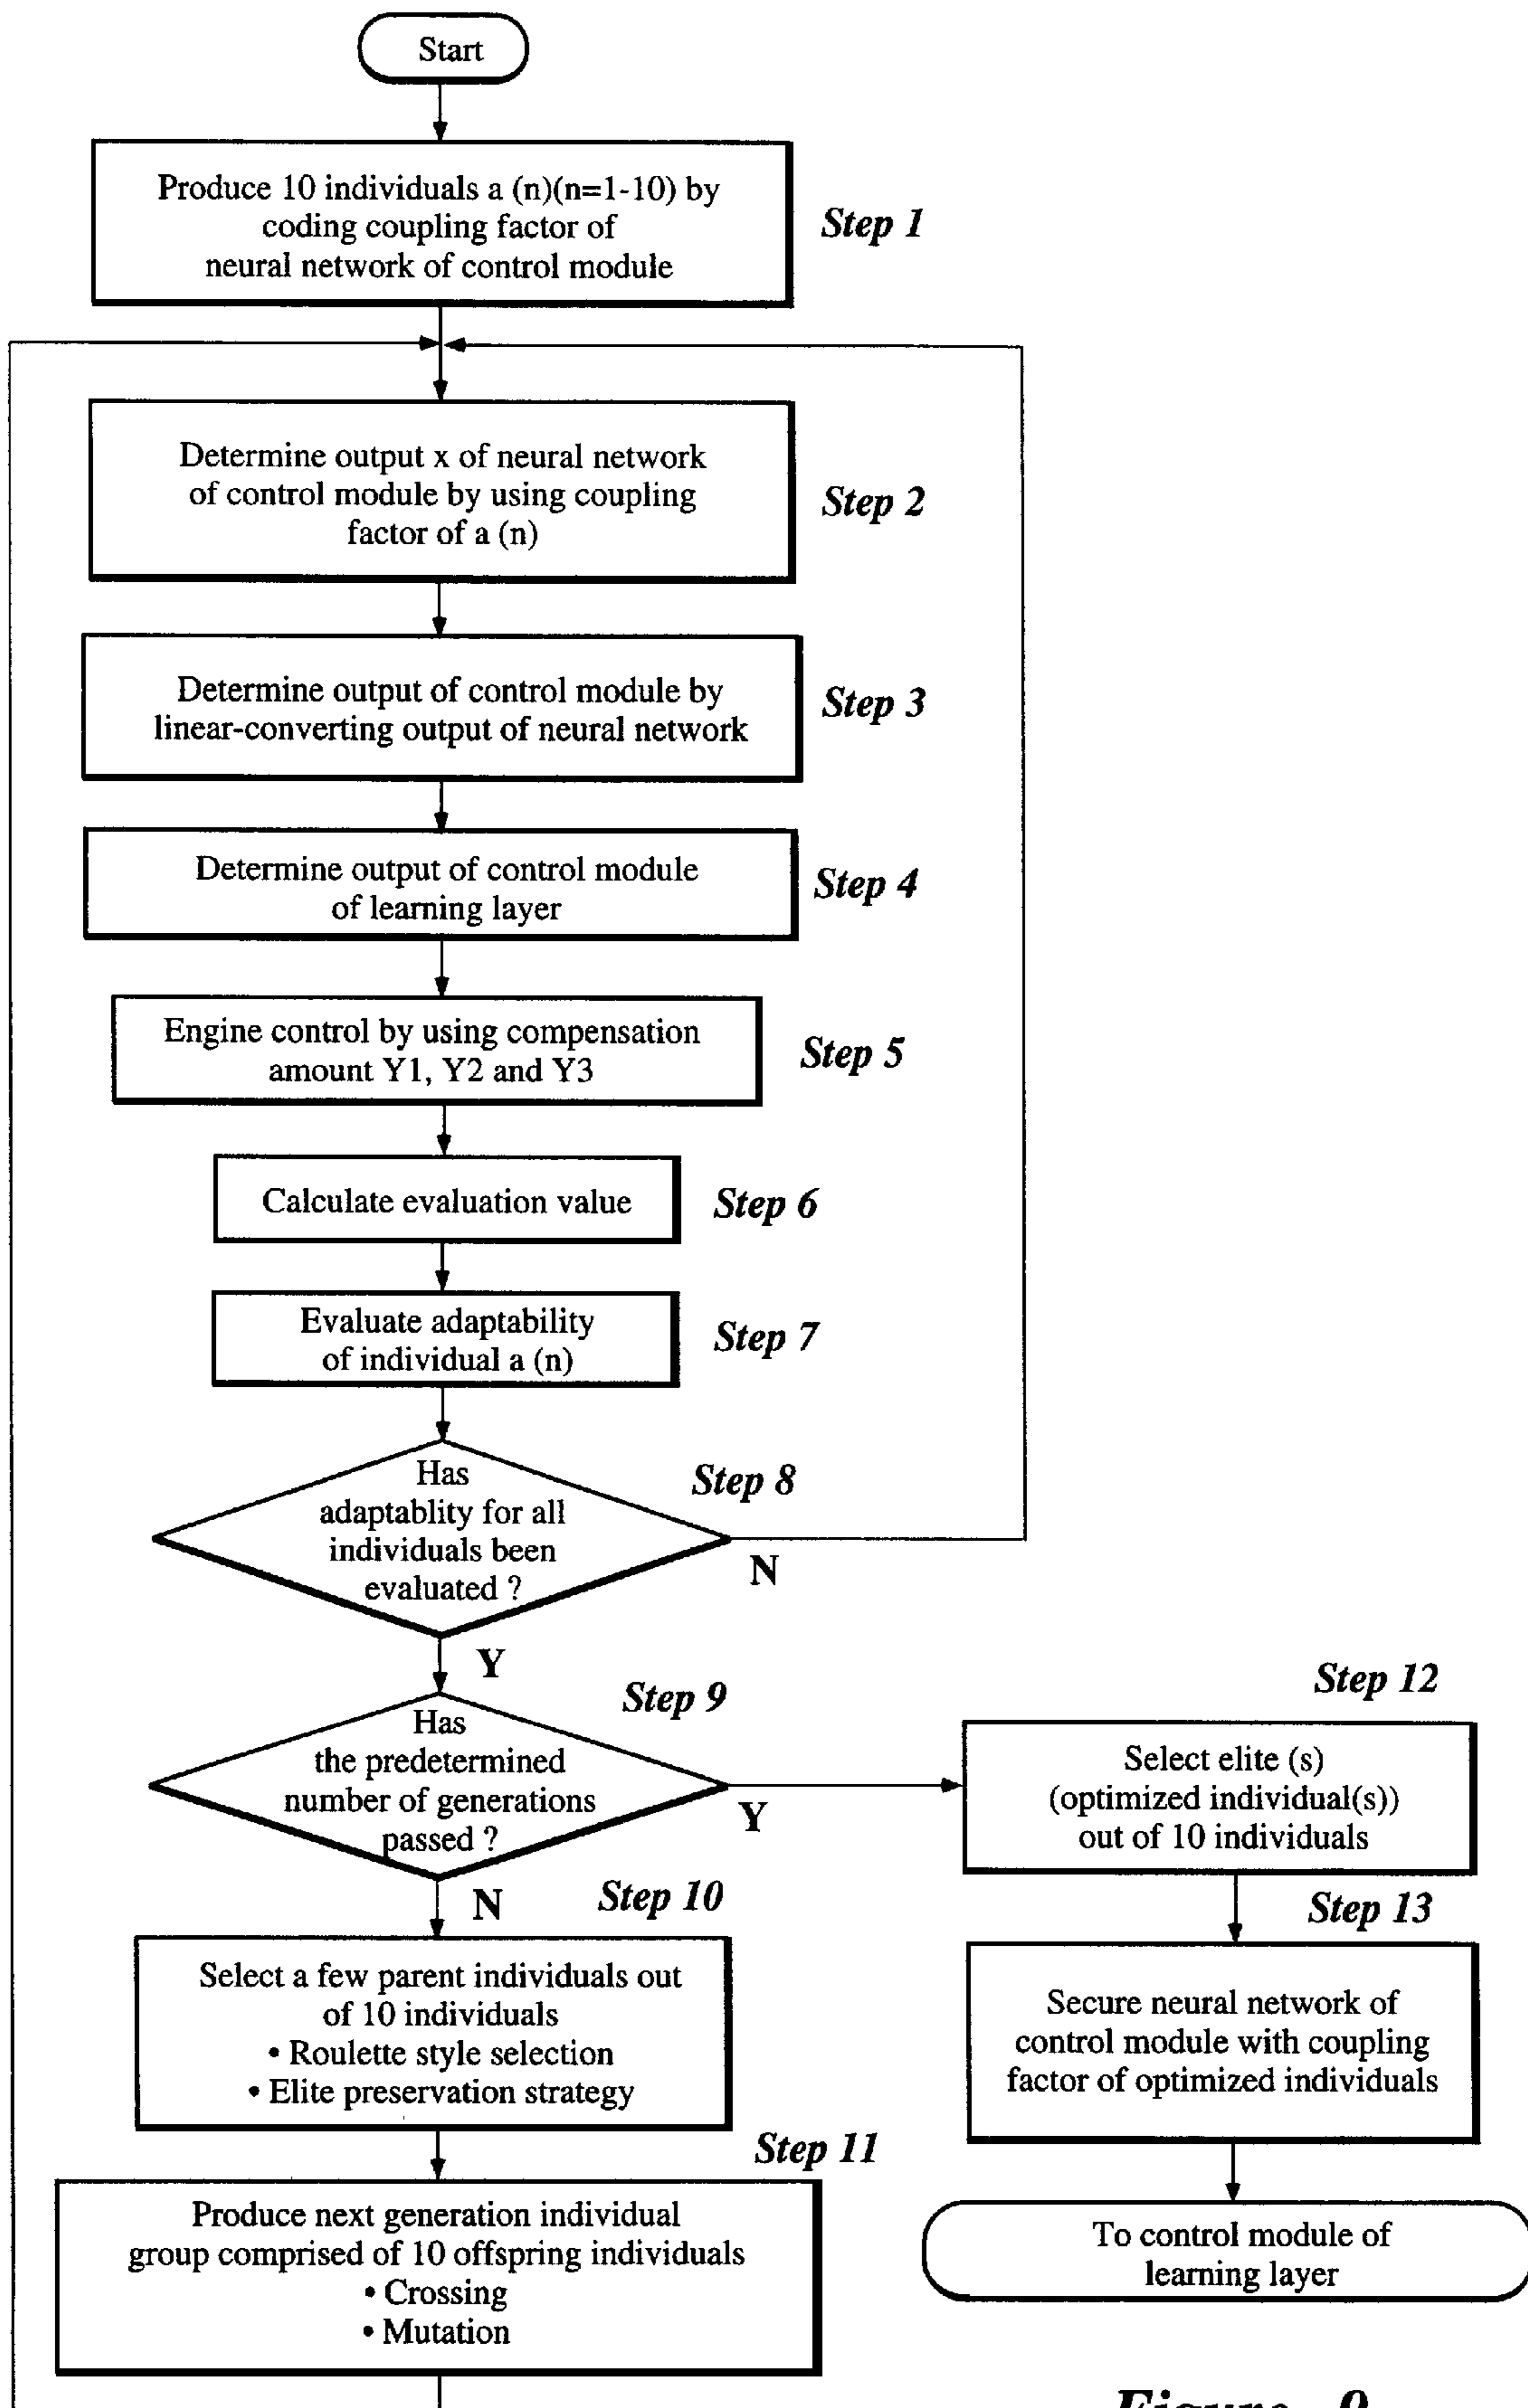 Start
Produce 10 individuals a (n)(n=1-10) by
coding coupling factor of
neural network of control module
Step 1
Determine output x of neural network
of control module by using coupling
factor of a (n)
Step 2
Determine output of control module by
linear-converting output of neural network
Step 3
Determine output of control module
of learning layer
Step 4
Engine control by using compensation
amount Y1, Y2 and Y3
Step 5
Calculate evaluation value
Step 6
Evaluate adaptability
of individual a (n)
Step 7
Has
adaptablity for all
individuals been
evaluated ?
Step 8
N
Y
Has
the predetermined
number of generations
passed ?
Step 9
Y
N
Step 10
Select a few parent individuals out
of 10 individuals
• Roulette style selection
• Elite preservation strategy
Step 11
Produce next generation individual
group comprised of 10 offspring individuals
• Crossing
• Mutation
Step 12
Select elite (s)
(optimized individual(s))
out of 10 individuals
Step 13
Secure neural network of
control module with coupling
factor of optimized individuals
To control module of
learning layer
Figure